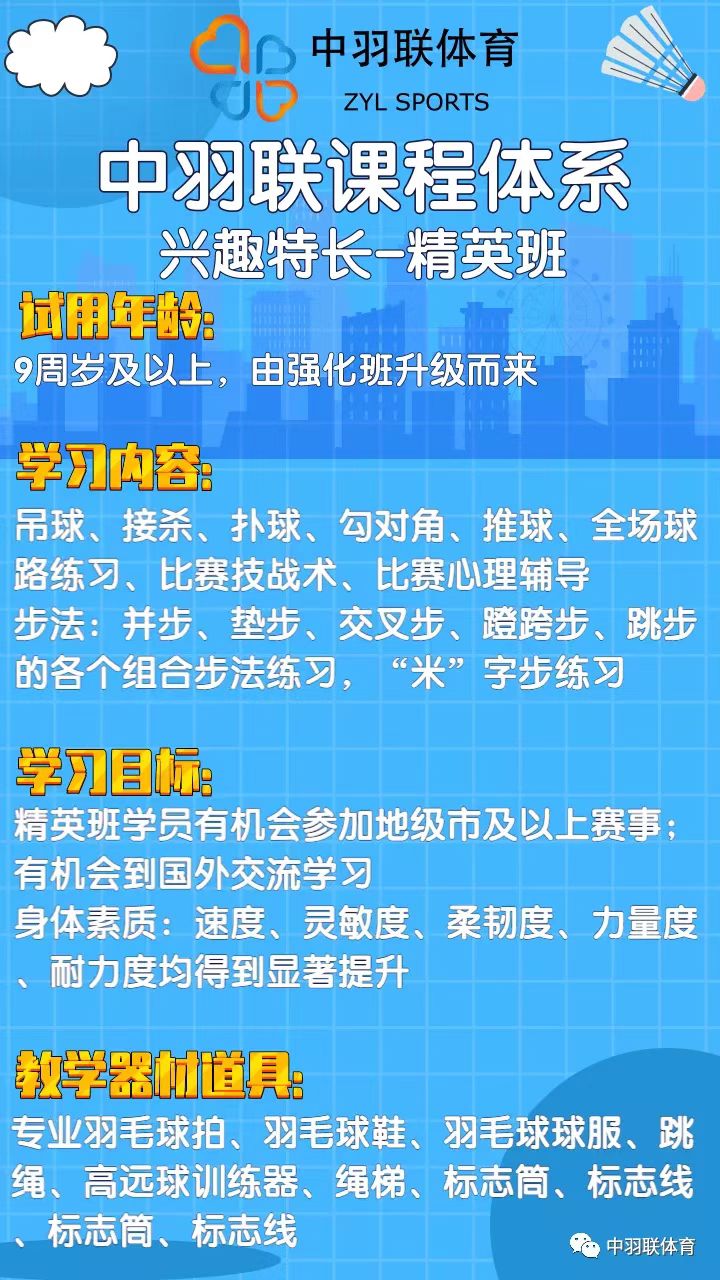 中羽联体育
ZYL SPORTS
中羽联课程体系
兴趣特长-精英班
试用年龄:
9周岁及以上，由强化班升级而来
学习内容:
吊球、接杀、扑球、勾对角、推球、全场球
路练习、比赛技战术、比赛心理辅导
步法：并步、垫步、交叉步、蹬跨步、跳步
的各个组合步法练习，“米”字步练习
学习目标:
精英班学员有机会参加地级市及以上赛事；
有机会到国外交流学习
身体素质：速度、灵敏度、柔韧度、力量度
、耐力度均得到显著提升
教学器材道具:
专业羽毛球拍、羽毛球鞋、羽毛球球服、跳
绳、高远球训练器、绳梯、标志筒、标志线
、标志筒、标志线
中羽联体育